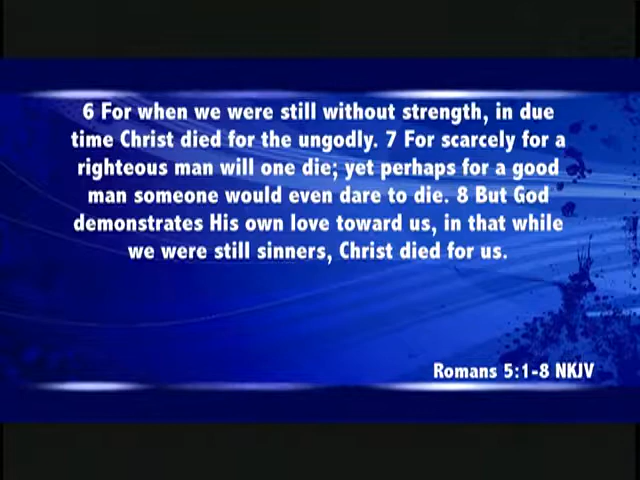 6 For when we were still without strength, in due
time Christ died for the ungodly. 7 For scarcely for a
righteous man will one die; yet perhaps for a good
man someone would even dare to die. 8 But God
demonstrates His own love toward us, in that while
we were still sinners, Christ died for us.
Romans 5:1-8 NKJV